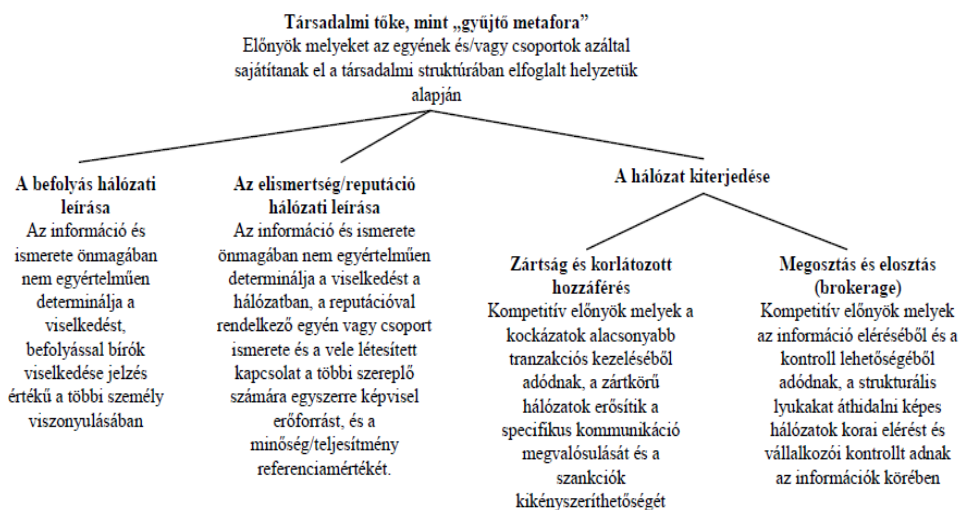 Társadalmi tőke, mint „gyűjtő metafora”
Előnyök melyeket az egyének és/vagy csoportok azáltal
sajátítanak el a társadalmi struktúrában elfoglalt helyzetük
alapján
A befolyás hálózati
leírása
Az információ és
ismerete önmagában
nem egyértelműen
determinálja a
viselkedést,
befolyással bírók
viselkedése jelzés
értékű a többi személy
viszonyulásában
Az elismertség/reputáció
hálózati leírása
Az információ és ismerete
önmagában nem egyértelműen
determinálja a viselkedést a
hálózatban, a reputációval
rendelkező egyén vagy csoport
ismerete és a vele létesített
kapcsolat a többi szereplő
számára egyszerre képvisel
erőforrást, és a
minőség/teljesítmény
referenciamértékét.
A hálózat kiterjedése
Zártság és korlátozott
hozzáférés
Kompetitív előnyök melyek a
kockázatok alacsonyabb
tranzakciós kezeléséből
adódnak, a zártkörű
hálózatok erősítik a
specifikus kommunikáció
megvalósulását és a
szankciók
kikényszeríthetőségét
Megosztás és elosztás
(brokerage)
Kompetitív előnyök melyek
az információ eléréséből és a
kontroll lehetőségéből
adódnak, a strukturális
lyukakat áthidalni képes
hálózatok korai elérést és
vállalkozói kontrollt adnak
az információk körében